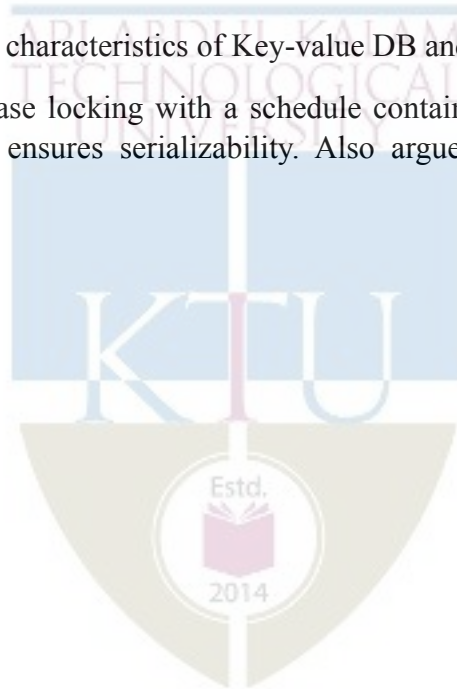 APJ ABDUL KALAM
characteristics of Key-value DB and
TECHNOLOGICAL
ase locking with a schedule contain
UNIVERSITY
ensures serializability. Also argue
KTU
Estd.
2014